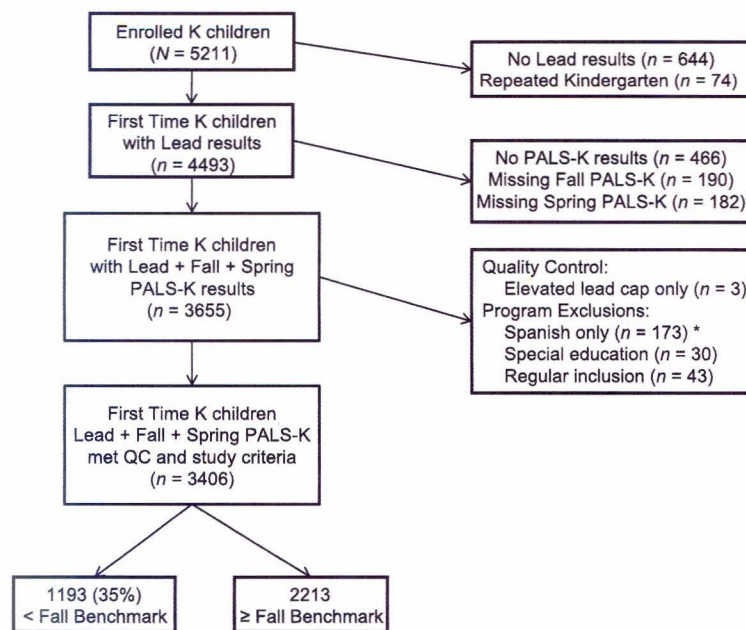 Enrolled K children
(N = 5211)
No Lead results (n = 644)
Repeated Kindergarten (n = 74)
First Time K children
with Lead results
(n = 4493)
No PALS-K results (n = 466)
Missing Fall PALS-K (n = 190)
Missing Spring PALS-K (n = 182)
First Time K children
with Lead + Fall + Spring
PALS-K results
(n = 3655)
Quality Control:
Elevated lead cap only (n = 3)
Program Exclusions:
Spanish only (n = 173) *
Special education (n = 30)
Regular inclusion (n = 43)
First Time K children
Lead + Fall + Spring PALS-K
met QC and study criteria
(n = 3406)
1193 (35%)
< Fall Benchmark
2213
≥ Fall Benchmark